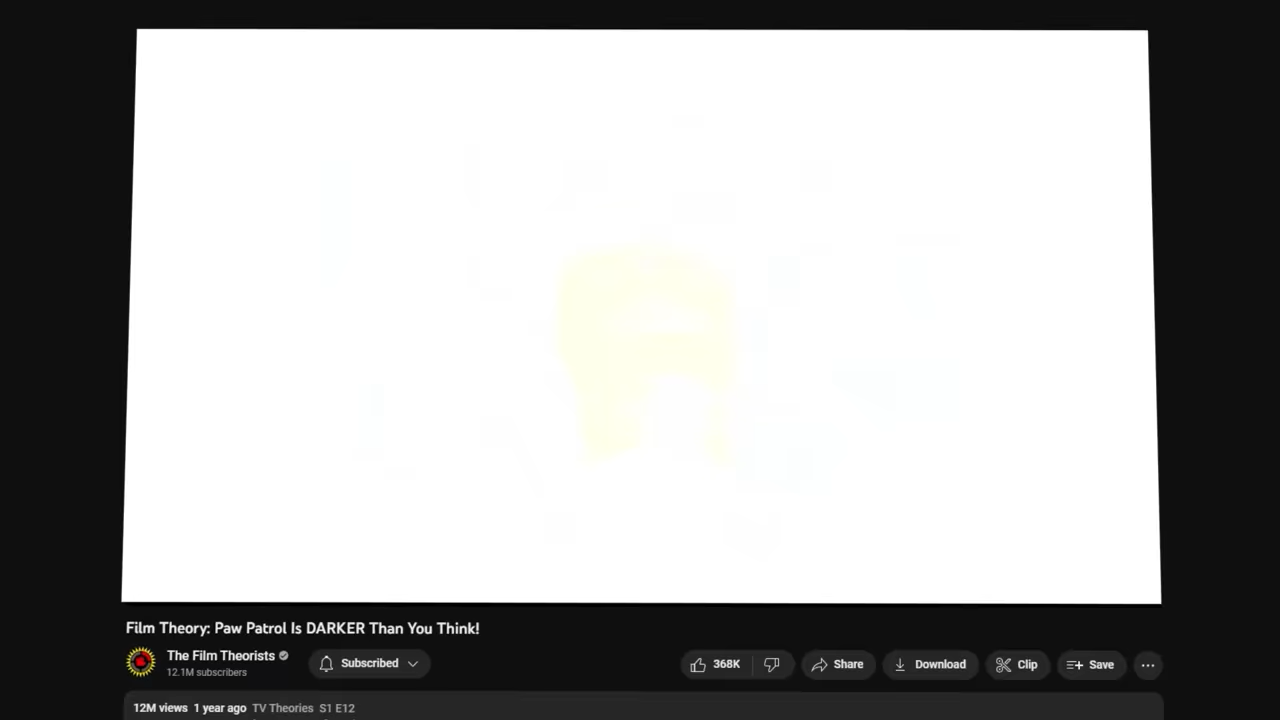 Film Theory: Paw Patrol Is DARKER Than You Think!
The Film Theorists
12.1M subscribers
Subscribed
368K
Share
Download
Clip
Save
12M views 1 year ago TV Theories S1 E12